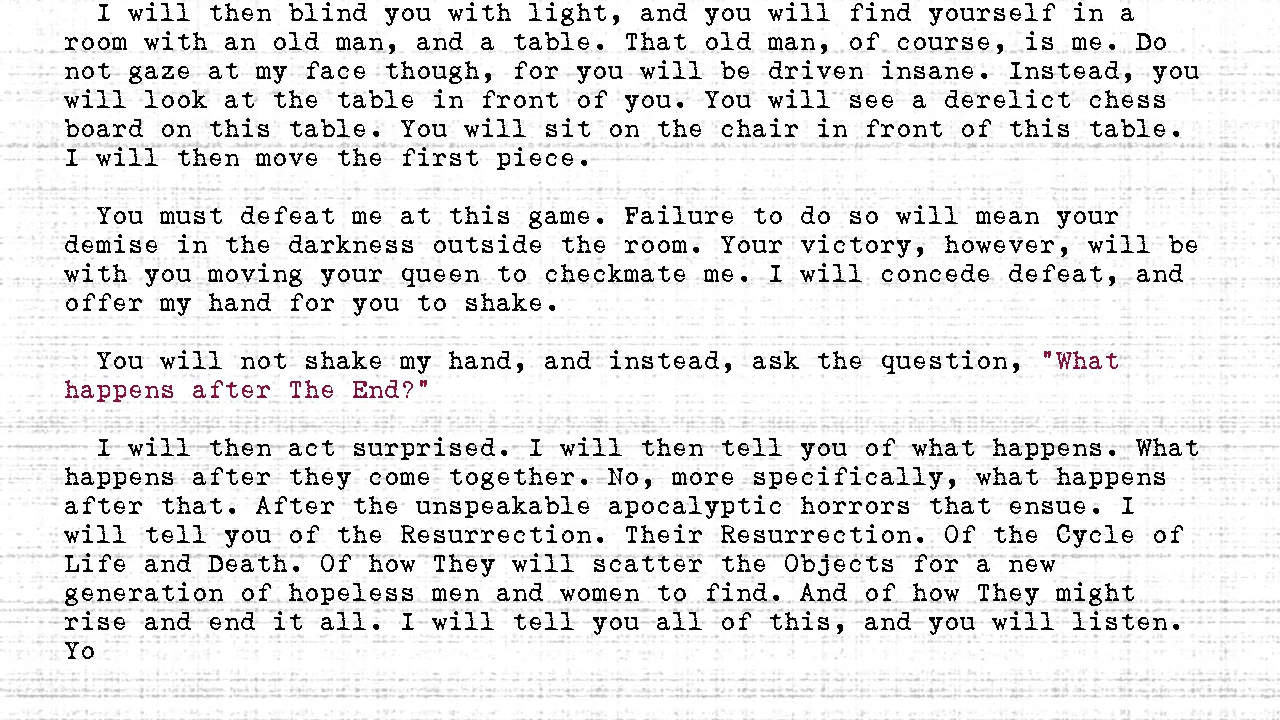 I will then blind you with light, and you will find yourself in a
room with an old man, and a table. That old man, of course, is me. Do
not gaze at my face though, for you will be driven insane. Instead, you
will look at the table in front of you. You will see a derelict chess
board on this table. You will sit on the chair in front of this table.
I will then move the first piece.
You must defeat me at this game. Failure to do so will mean your
demise in the darkness outside the room. Your victory, however, will be
with you moving your queen to checkmate me. I will concede defeat, and
offer my hand for you to shake.
You will not shake my hand, and instead, ask the question, "What
happens after The End?"
I will then act surprised. I will then tell you of what happens. What
happens after they come together. No, more specifically, what happens
after that. After the unspeakable apocalyptic horrors that ensue. I
will tell you of the Resurrection. Their Resurrection. Of the Cycle of
Life and Death. Of how They will scatter the Objects for a new
generation of hopeless men and women to find. And of how They might
rise and end it all. I will tell you all of this, and you will listen.
Yo